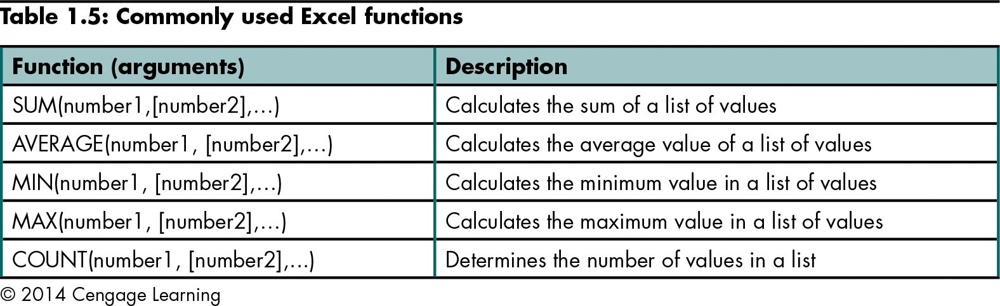 Table 1.5: Commonly used Excel functions
Function (arguments) Description
SUM(number1,[number2],...) Calculates the sum of a list of values
AVERAGE(number1, [number2],...) Calculates the average value of a list of values
MIN(number1, [number2],...) Calculates the minimum value in a list of values
MAX(number1, [number2],...) Calculates the maximum value in a list of values
COUNT(number1, [number2],...) Determines the number of values in a list
© 2014 Cengage Learning